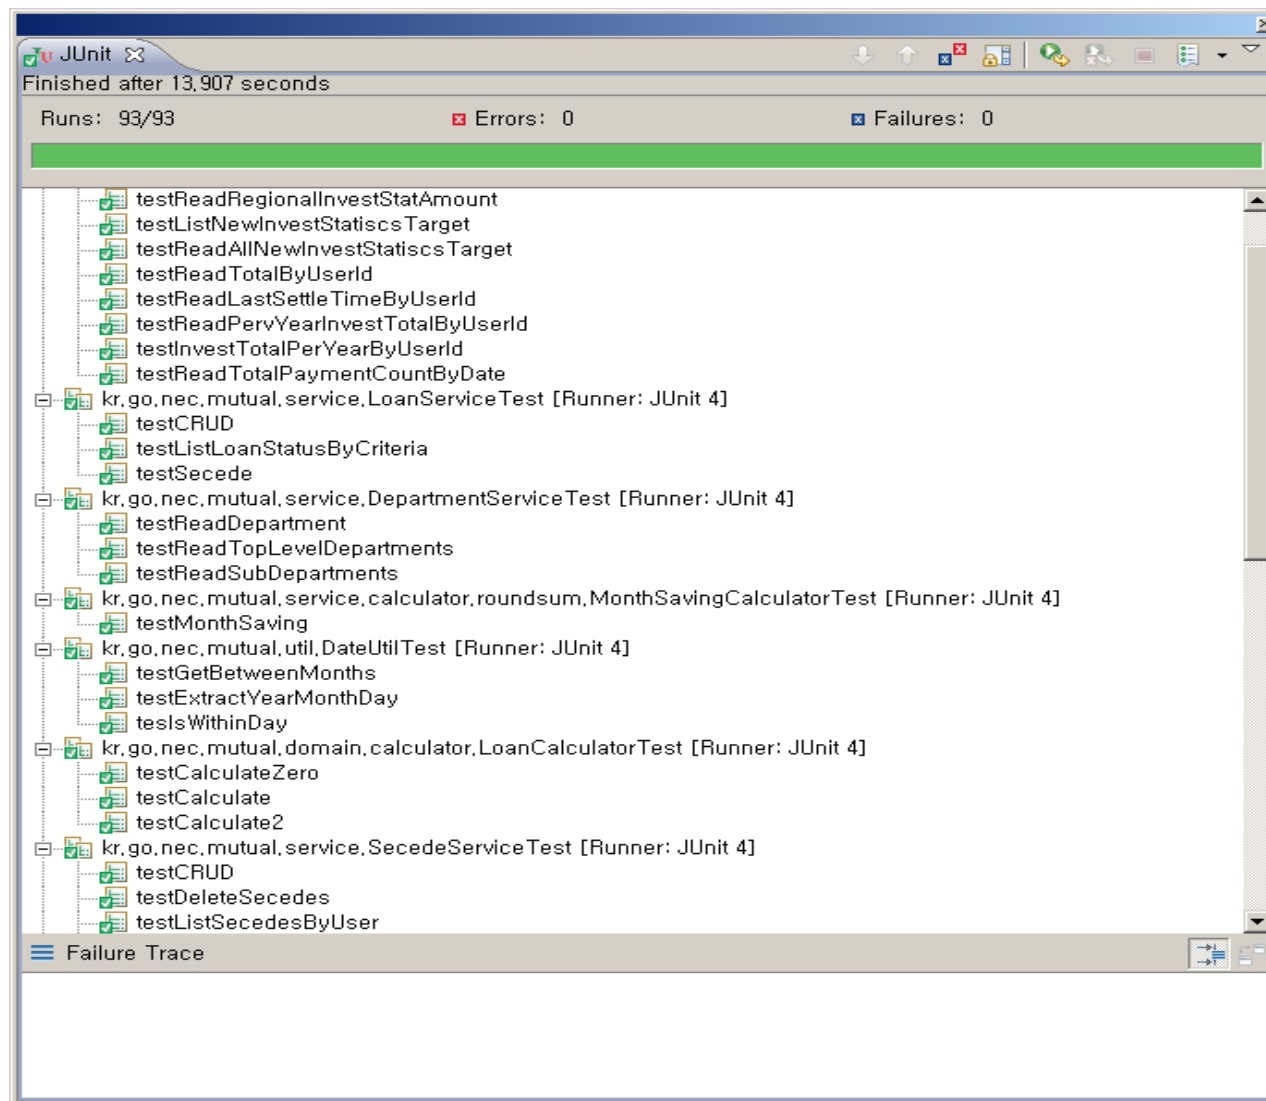 JUnit
Finished after 13,907 seconds
Runs: 93/93 Errors: 0 Failures: 0
testReadRegionalInvestStatAmount
testListNewInvestStatiscsTarget
testReadAllNewInvestStatiscsTarget
testReadTotalByUserId
testReadLastSettleTimeByUserId
testReadPervYearInvestTotalByUserId
testInvestTotalPerYearByUserId
testReadTotalPaymentCountByDate
kr.go.nec.mutual.service.LoanServiceTest [Runner: JUnit 4]
testCRUD
testListLoanStatusByCriteria
testSecede
kr.go.nec.mutual.service.DepartmentServiceTest [Runner: JUnit 4]
testReadDepartment
testReadTopLevelDepartments
testReadSubDepartments
kr.go.nec.mutual.service.calculator.roundsum.MonthSavingCalculatorTest [Runner: JUnit 4]
testMonthSaving
kr.go.nec.mutual.util.DateUtilTest [Runner: JUnit 4]
testGetBetweenMonths
testExtractYearMonthDay
tesIsWithinDay
kr.go.nec.mutual.domain.calculator.LoanCalculatorTest [Runner: JUnit 4]
testCalculateZero
testCalculate
testCalculate2
kr.go.nec.mutual.service.SecedeServiceTest [Runner: JUnit 4]
testCRUD
testDeleteSecedes
testListSecedesByUser
Failure Trace